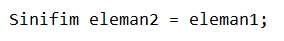 Sinifim eleman2 = eleman1;